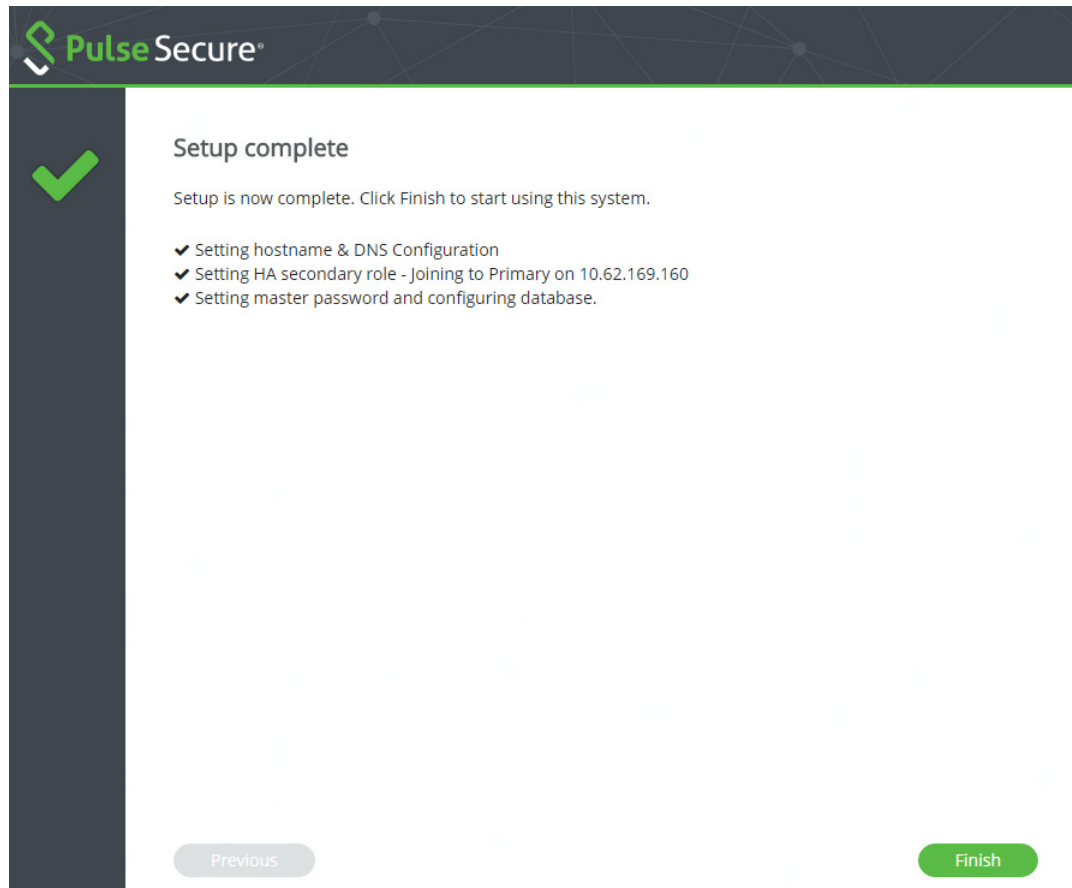 Pulse Secure®
Setup complete
Setup is now complete. Click Finish to start using this system.
✔ Setting hostname & DNS Configuration
✔ Setting HA secondary role - Joining to Primary on 10.62.169.160
✔ Setting master password and configuring database.
Previous
Finish